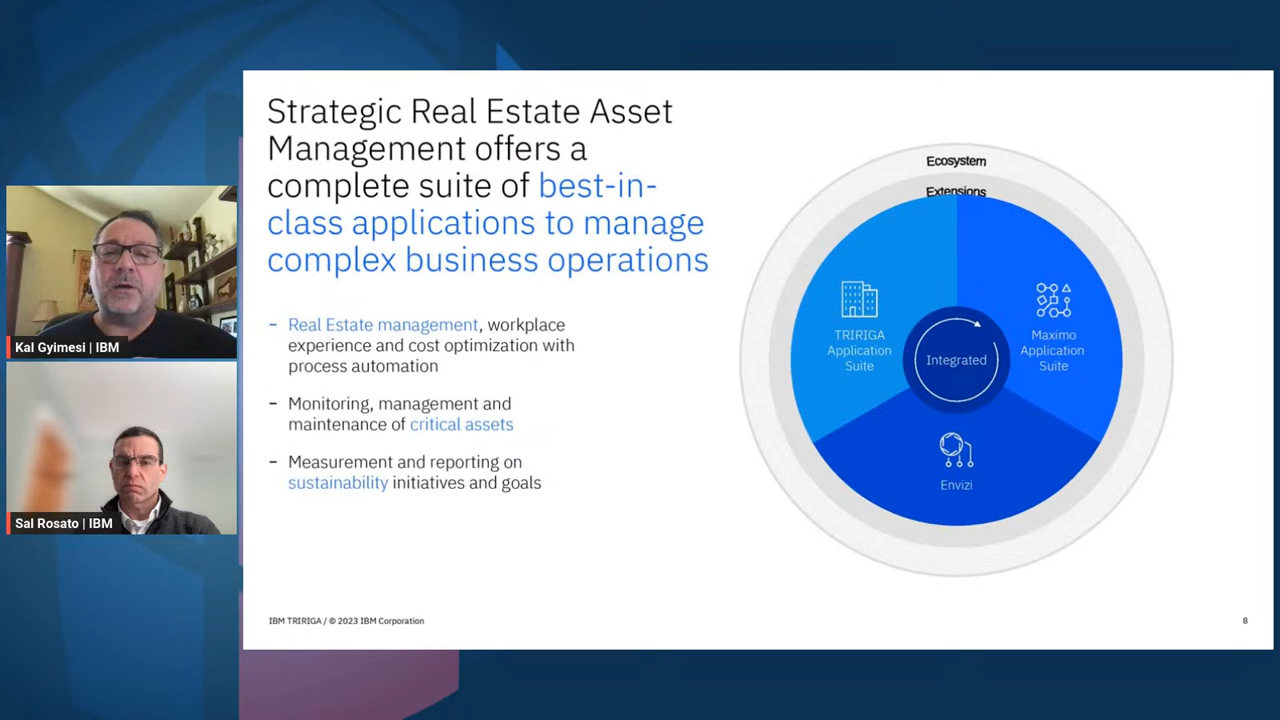 Strategic Real Estate Asset
Management offers a
complete suite of best-in-
class applications to manage
complex business operations
– Real Estate management, workplace
experience and cost optimization with
process automation
– Monitoring, management and
maintenance of critical assets
– Measurement and reporting on
sustainability initiatives and goals
Ecosystem
Extensions
TRIRIGA
Application
Suite
Maximo
Application
Suite
Integrated
Envizi
IBM TRIRIGA / © 2023 IBM Corporation
8
Kal Gyimesi | IBM
Sal Rosato | IBM